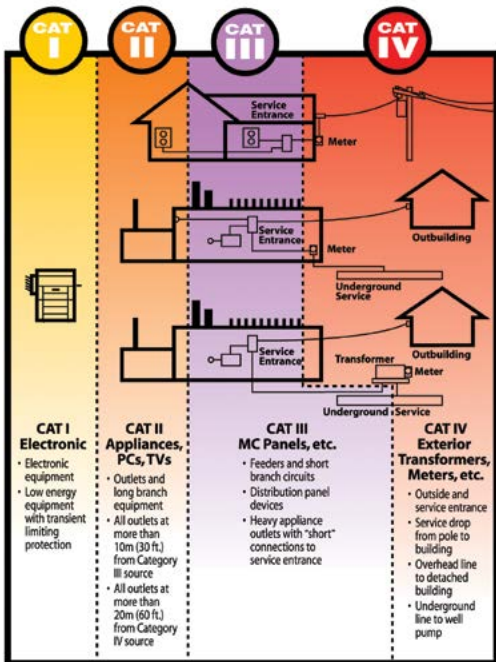 CAT
I
CAT
II
CAT
III
CAT
IV
Service
Entrance
Meter
Service
Entrance
Meter
Outbuilding
Underground
Service
Service
Entrance
Transformer
Meter
Outbuilding
Underground Service
CAT I
Electronic
· Electronic
equipment
· Low energy
equipment
with transient
limiting
protection
CAT II
Appliances,
PCs, TVs
· Outlets and
long branch
equipment
· All outlets at
more than
10m (30 ft.)
from Category
III source
· All outlets at
more than
20m (60 ft.)
from Category
IV source
CAT III
MC Panels, etc.
· Feeders and short
branch circuits
· Distribution panel
devices
· Heavy appliance
outlets with "short"
connections to
service entrance
CAT IV
Exterior
Transformers,
Meters, etc.
· Outside and
service entrance
· Service drop
from pole to
building
· Overhead line
to detached
building
· Underground
line to well
pump